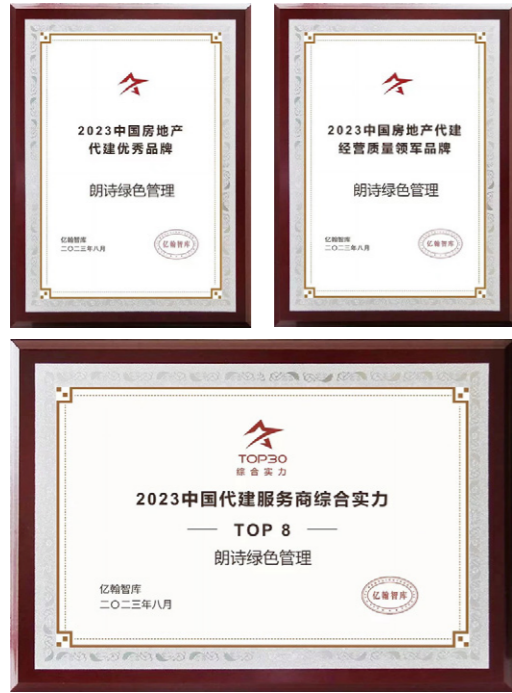 2023中国房地产
代建优秀品牌
朗诗绿色管理
亿翰智库
二〇二三年八月
亿翰智库
2023中国房地产代建
经营质量领军品牌
朗诗绿色管理
亿翰智库
二〇二三年八月
亿翰智库
TOP30
综合实力
2023中国代建服务商综合实力
TOP 8
朗诗绿色管理
亿翰智库
二〇二三年八月
亿翰智库